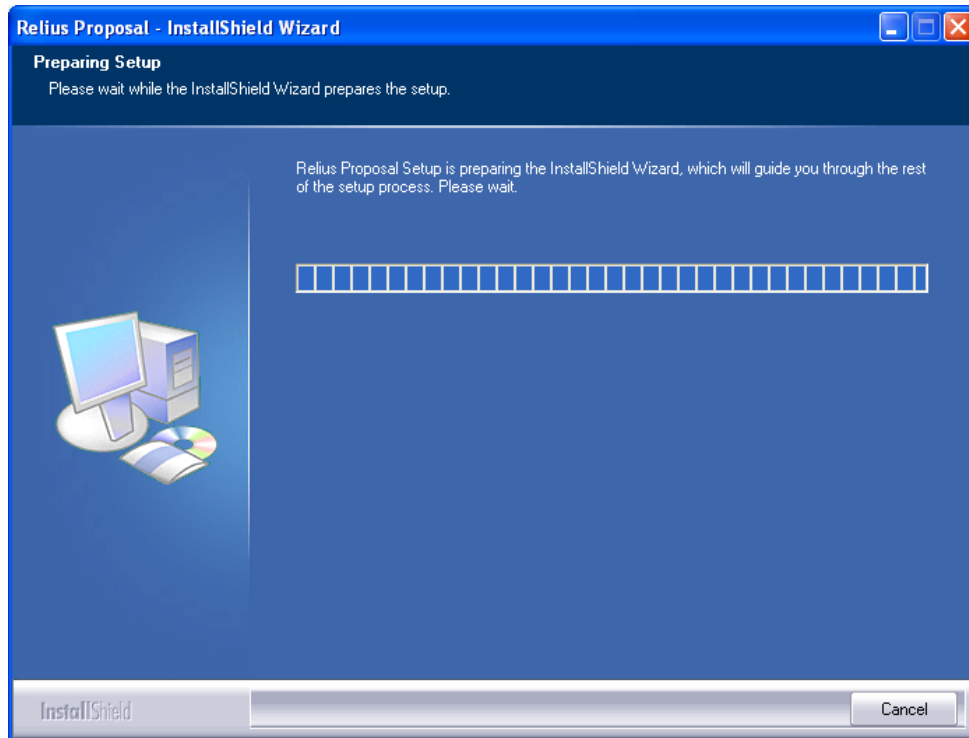 Relius Proposal - InstallShield Wizard
Preparing Setup
Please wait while the InstallShield Wizard prepares the setup.
Relius Proposal Setup is preparing the InstallShield Wizard, which will guide you through the rest
of the setup process. Please wait.
InstallShield
Cancel